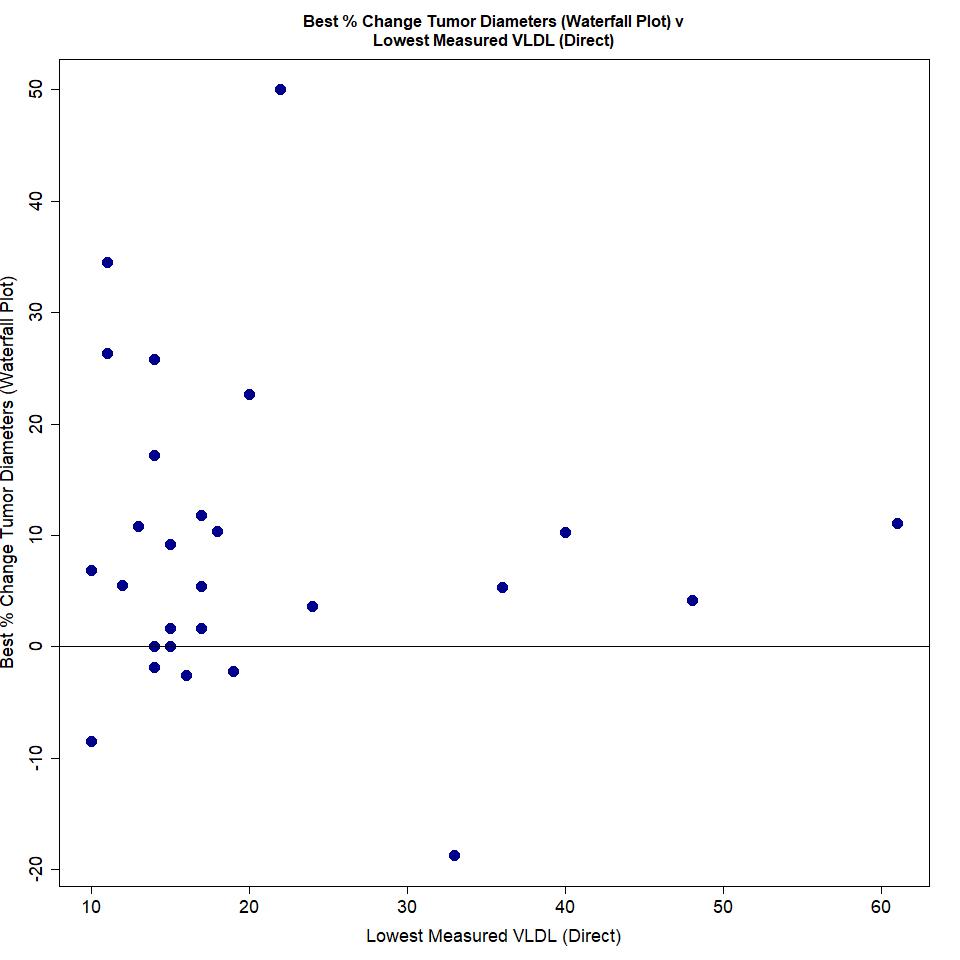 Best % Change Tumor Diameters (Waterfall Plot) v
Lowest Measured VLDL (Direct)
Best % Change Tumor Diameters (Waterfall Plot)
50
40
30
20
10
0
-10
-20
10 20 30 40 50 60
Lowest Measured VLDL (Direct)